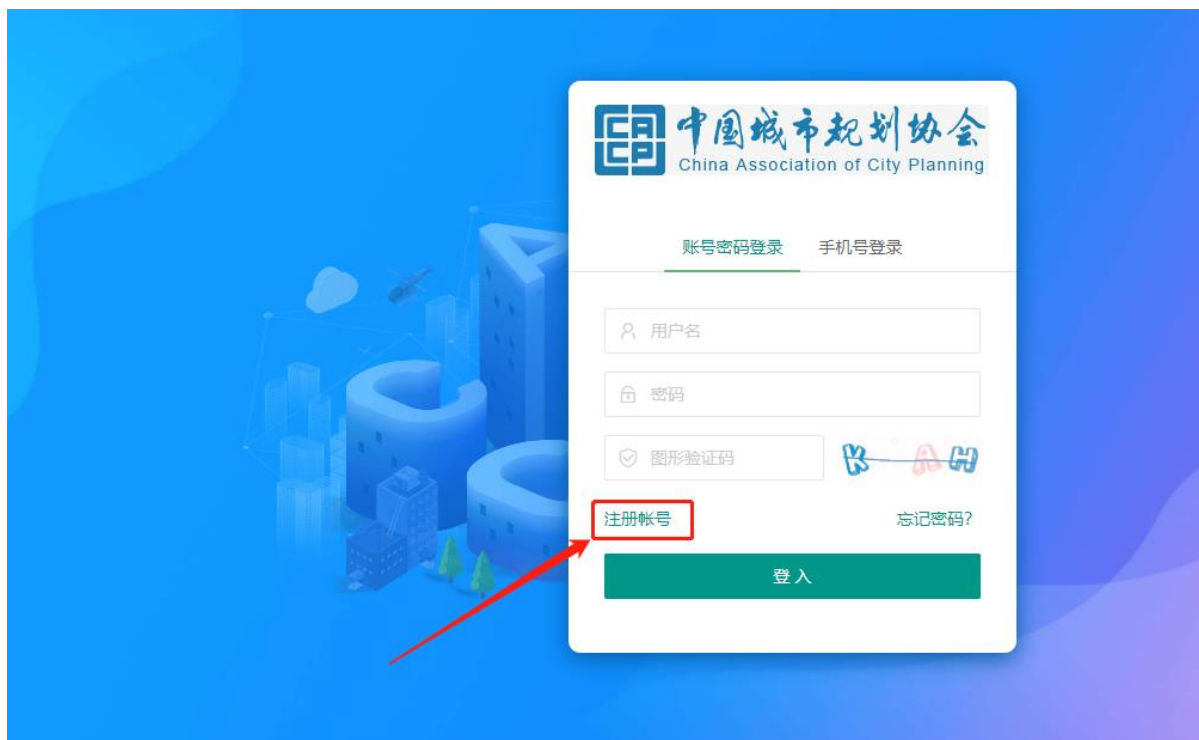 中国城市规划协会
China Association of City Planning
账号密码登录 手机号登录
用户名
密码
图形验证码
K A H
注册帐号 忘记密码?
登入